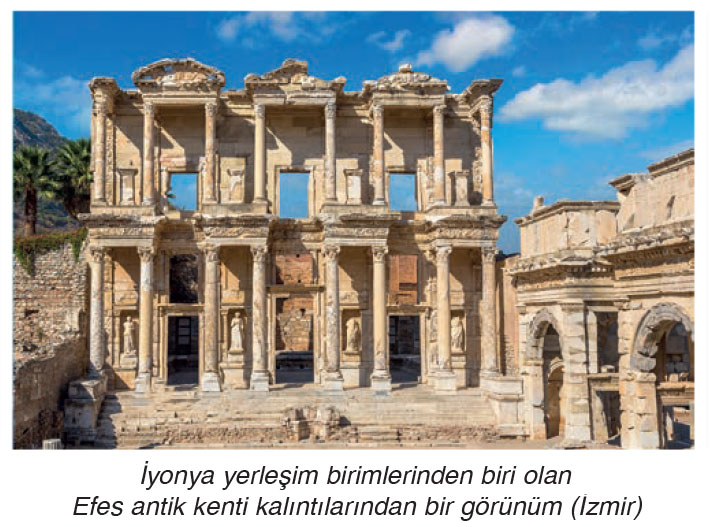 İyonya yerleşim birimlerinden biri olan
Efes antik kenti kalıntılarından bir görünüm (İzmir)